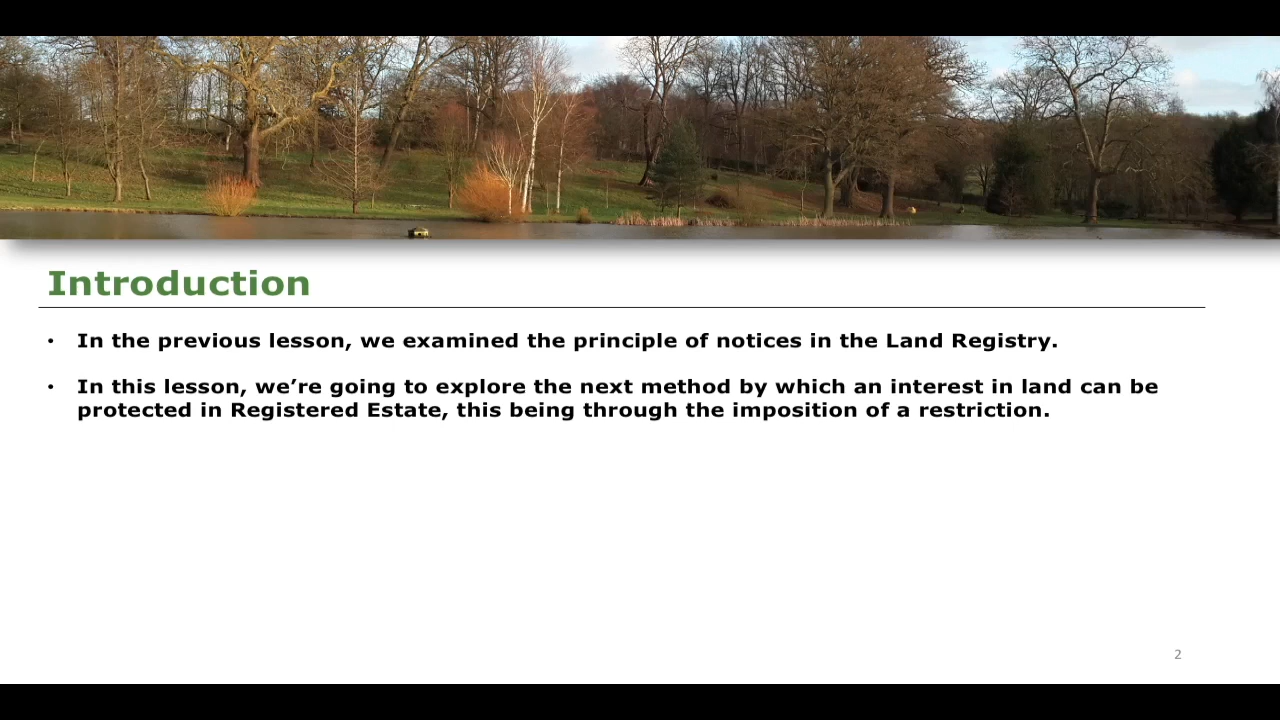 Introduction
• In the previous lesson, we examined the principle of notices in the Land Registry.
• In this lesson, we’re going to explore the next method by which an interest in land can be
protected in Registered Estate, this being through the imposition of a restriction.
2